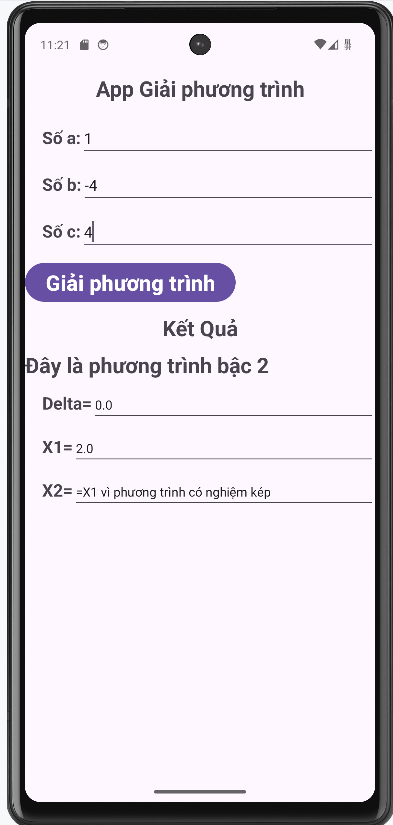 11:21
App Giải phương trình
Số a: 1
Số b: -4
Số c: 4
Giải phương trình
Kết Quả
Đây là phương trình bậc 2
Delta= 0.0
X1= 2.0
X2= =X1 vì phương trình có nghiệm kép